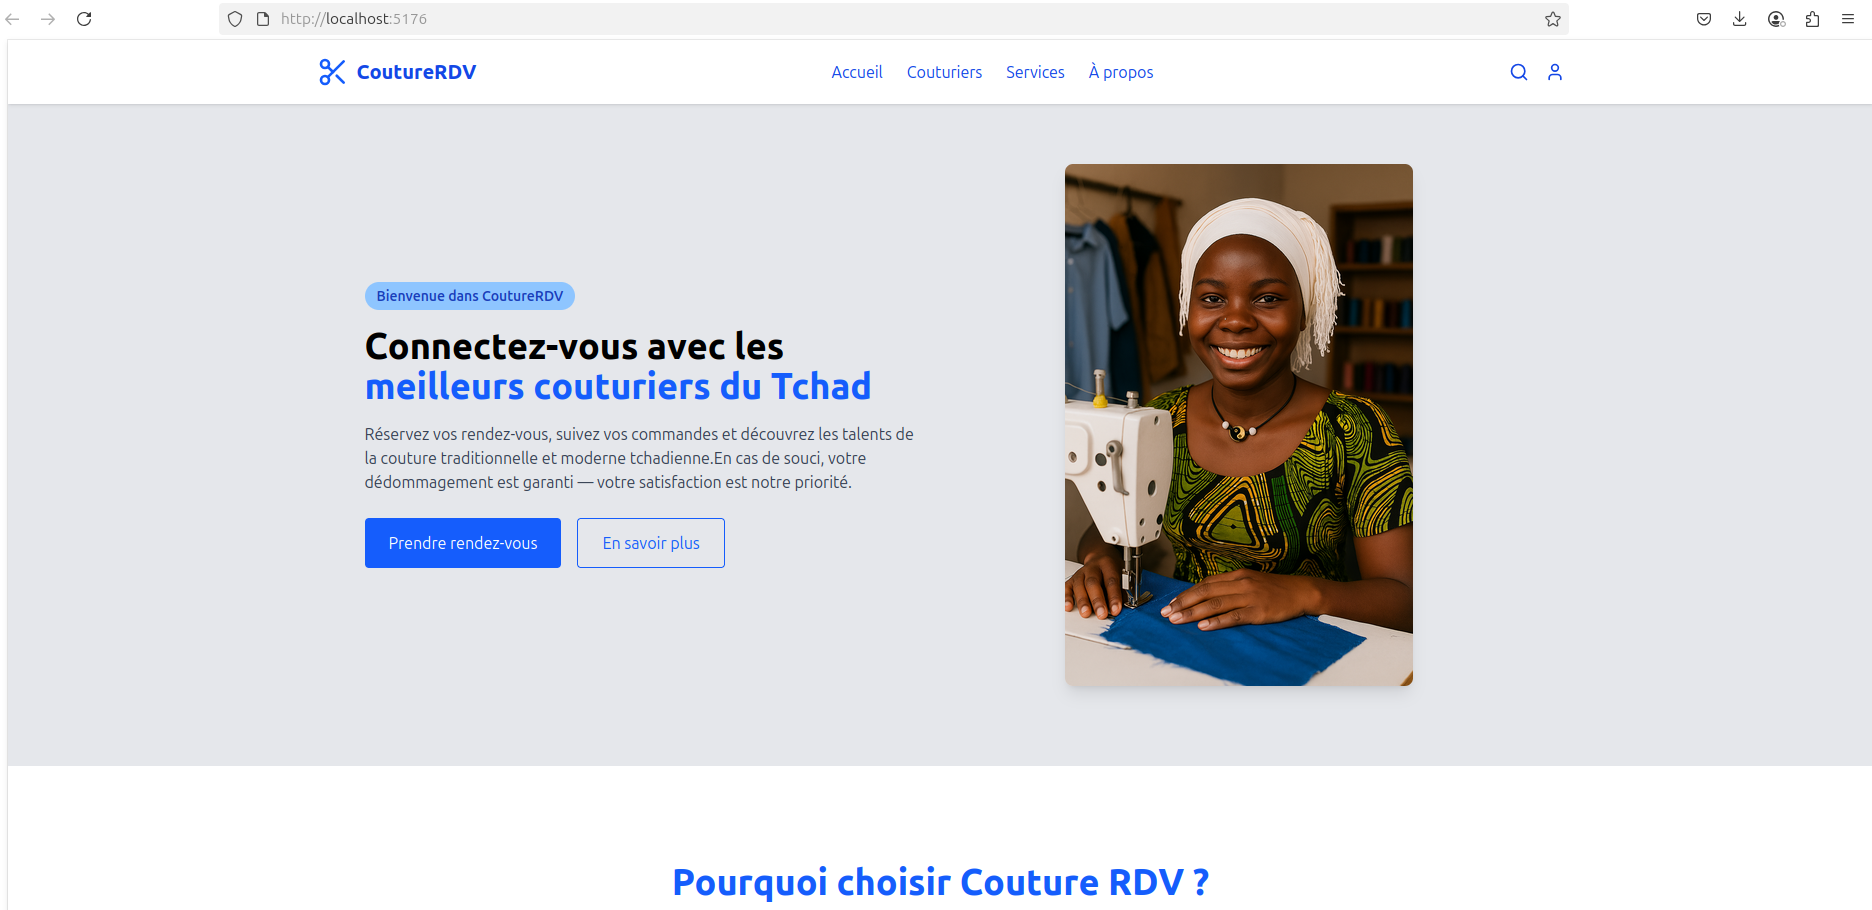 http://localhost:5176
CoutureRDV
Accueil Couturiers Services À propos
Bienvenue dans CoutureRDV
Connectez-vous avec les
meilleurs couturiers du Tchad
Réservez vos rendez-vous, suivez vos commandes et découvrez les talents de
la couture traditionnelle et moderne tchadienne.En cas de souci, votre
dédommagement est garanti — votre satisfaction est notre priorité.
Prendre rendez-vous En savoir plus
Pourquoi choisir Couture RDV ?